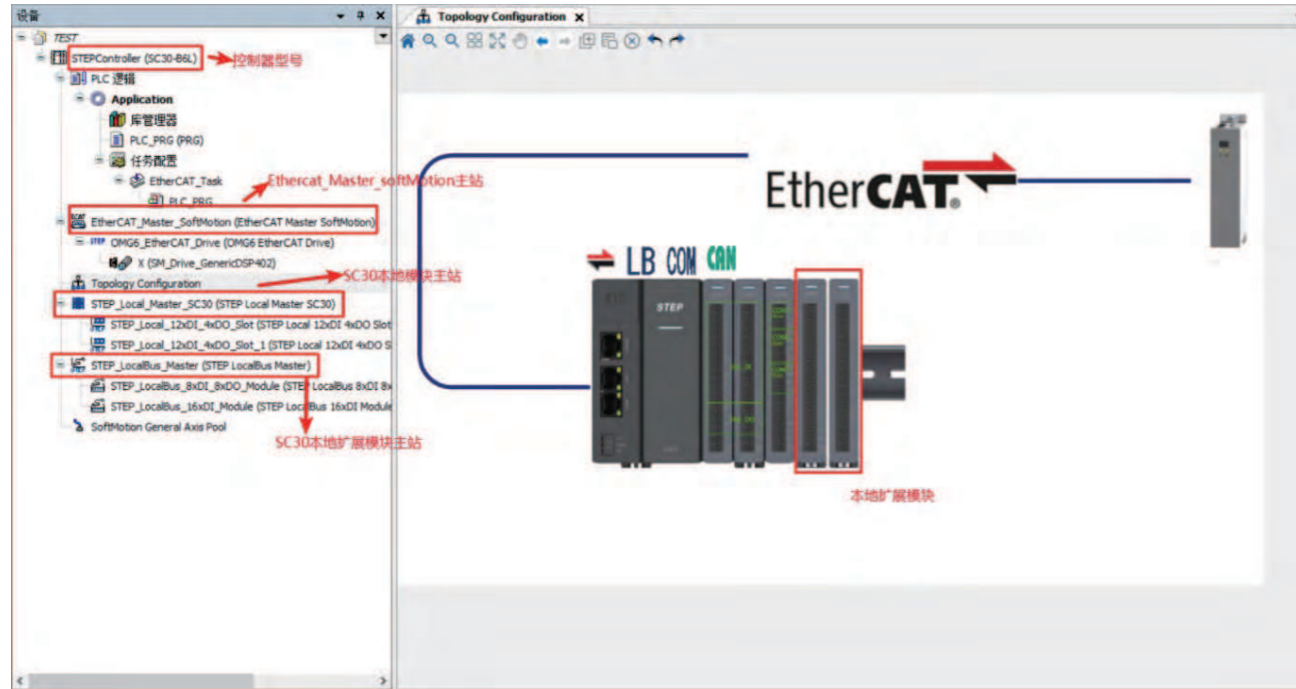 设备
Topology Configuration
TEST
STEPController (SC30-B6L)
控制器型号
PLC 逻辑
Application
库管理器
PLC_PRG (PRG)
任务配置
EtherCAT_Task
Ethercat_Master_softMotion主站
PLC_PRG
EtherCAT_Master_SoftMotion (EtherCAT Master SoftMotion)
OMG6_EtherCAT_Drive (OMG6 EtherCAT Drive)
X (SM_Drive_GenericDSP402)
SC30本地模块主站
Topology Configuration
STEP_Local_Master_SC30 (STEP Local Master SC30)
STEP_Local_12xDI_4xDO_Slot (STEP Local 12xDI 4xDO Slot
STEP_Local_12xDI_4xDO_Slot_1 (STEP Local 12xDI 4xDO S
STEP_LocalBus_Master (STEP LocalBus Master)
STEP_LocalBus_8xDI_8xDO_Module (STEP LocalBus 8xDI 8x
STEP_LocalBus_16xDI_Module (STEP LocalBus 16xDI Module
SoftMotion General Axis Pool
SC30本地扩展模块主站
EtherCAT®
LB COM CAN
STEP
本地扩展模块